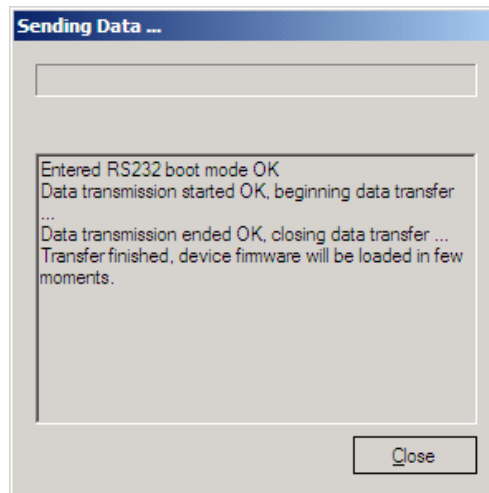 Sending Data ...
Entered RS232 boot mode OK
Data transmission started OK, beginning data transfer
...
Data transmission ended OK, closing data transfer ...
Transfer finished, device firmware will be loaded in few
moments.
Close